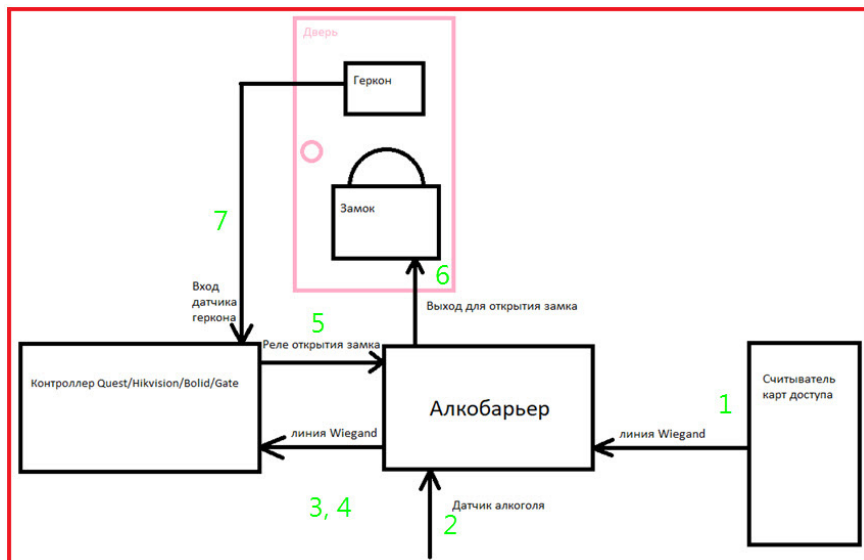 Дверь
Геркон
Замок
7
6
Вход
датчика
геркона
Выход для открытия замка
5
Реле открытия замка
Контроллер Quest/Hikvision/Bolid/Gate
Алкобарьер
Считыватель
карт доступа
1
линия Wiegand
линия Wiegand
3, 4
2
Датчик алкоголя